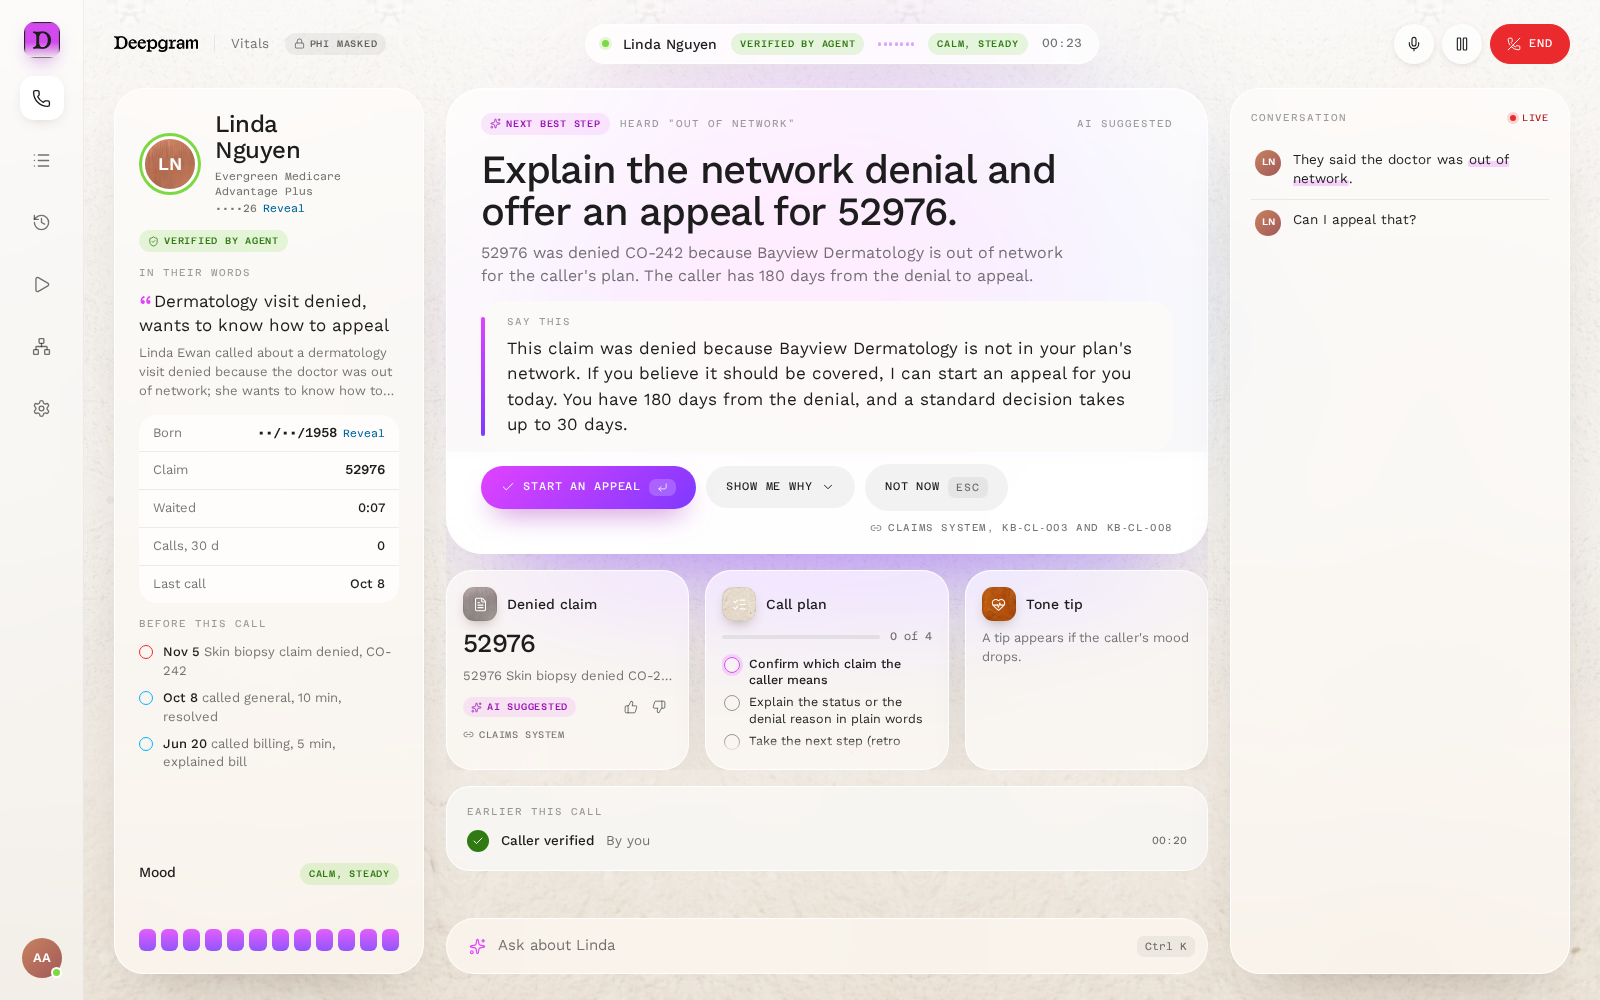 D
Deepgram
Vitals
PHI MASKED
Linda Nguyen
VERIFIED BY AGENT
CALM, STEADY
00:23
END
LN
Linda
Nguyen
Evergreen Medicare
Advantage Plus
••••26 Reveal
VERIFIED BY AGENT
IN THEIR WORDS
“Dermatology visit denied,
wants to know how to appeal
Linda Ewan called about a dermatology
visit denied because the doctor was out
of network; she wants to know how to...
Born ••/••/1958 Reveal
Claim 52976
Waited 0:07
Calls, 30 d 0
Last call Oct 8
BEFORE THIS CALL
Nov 5 Skin biopsy claim denied, CO-
242
Oct 8 called general, 10 min,
resolved
Jun 20 called billing, 5 min,
explained bill
Mood CALM, STEADY
AA
NEXT BEST STEP HEARD "OUT OF NETWORK" AI SUGGESTED
Explain the network denial and
offer an appeal for 52976.
52976 was denied CO-242 because Bayview Dermatology is out of network
for the caller's plan. The caller has 180 days from the denial to appeal.
SAY THIS
This claim was denied because Bayview Dermatology is not in your plan's
network. If you believe it should be covered, I can start an appeal for you
today. You have 180 days from the denial, and a standard decision takes
up to 30 days.
START AN APPEAL
SHOW ME WHY
NOT NOW ESC
CLAIMS SYSTEM, KB-CL-003 AND KB-CL-008
Denied claim
52976
52976 Skin biopsy denied CO-2...
AI SUGGESTED
CLAIMS SYSTEM
Call plan
0 of 4
Confirm which claim the
caller means
Explain the status or the
denial reason in plain words
Take the next step (retro
Tone tip
A tip appears if the caller's mood
drops.
EARLIER THIS CALL
Caller verified By you 00:20
Ask about Linda Ctrl K
CONVERSATION LIVE
LN
They said the doctor was out of
network.
LN
Can I appeal that?